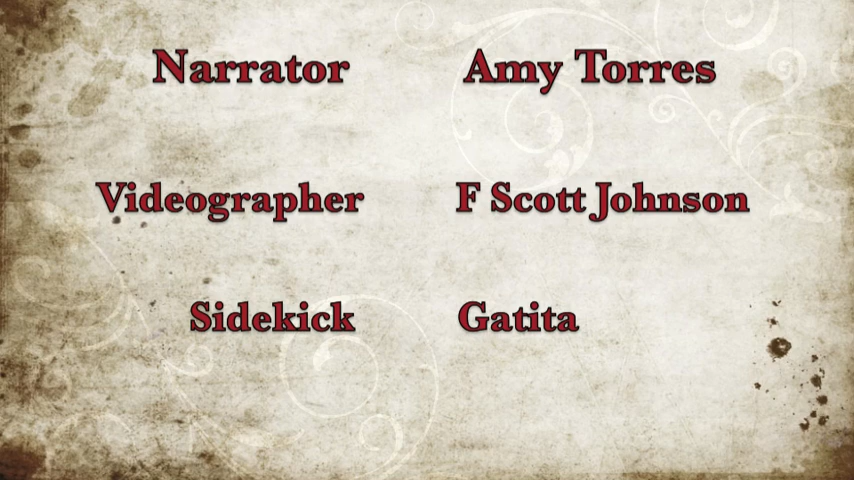 Narrator Amy Torres
Videographer F Scott Johnson
Sidekick Gatita